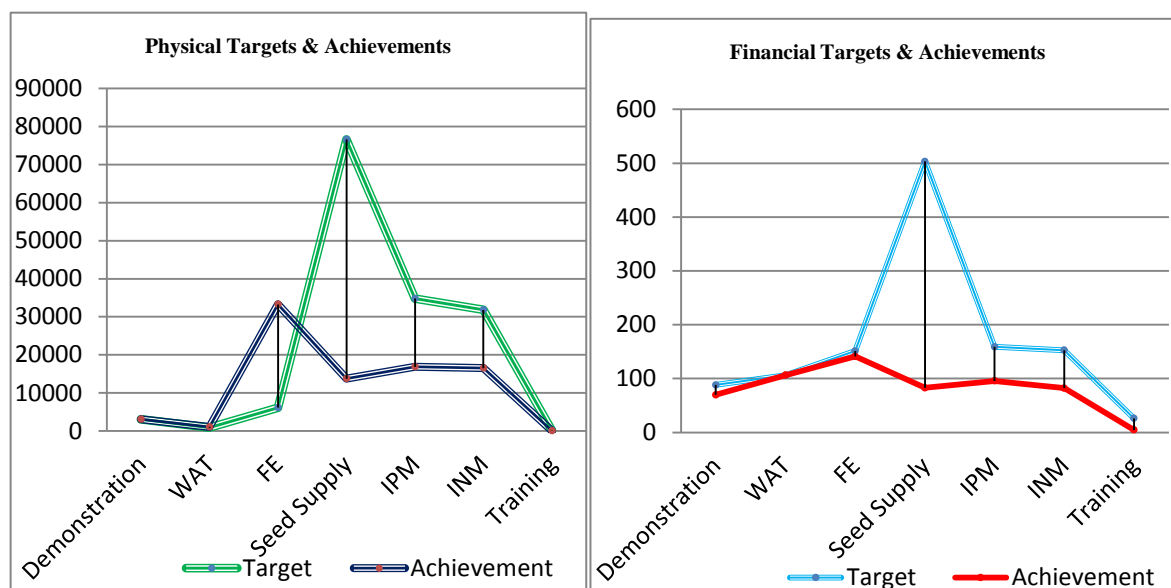 Physical Targets & Achievements
90000
80000
70000
60000
50000
40000
30000
20000
10000
0
Demonstration
WAT
FE
Seed Supply
IPM
INM
Training
Target
Achievement
Financial Targets & Achievements
600
500
400
300
200
100
0
Demonstration
WAT
FE
Seed Supply
IPM
INM
Training
Target
Achievement